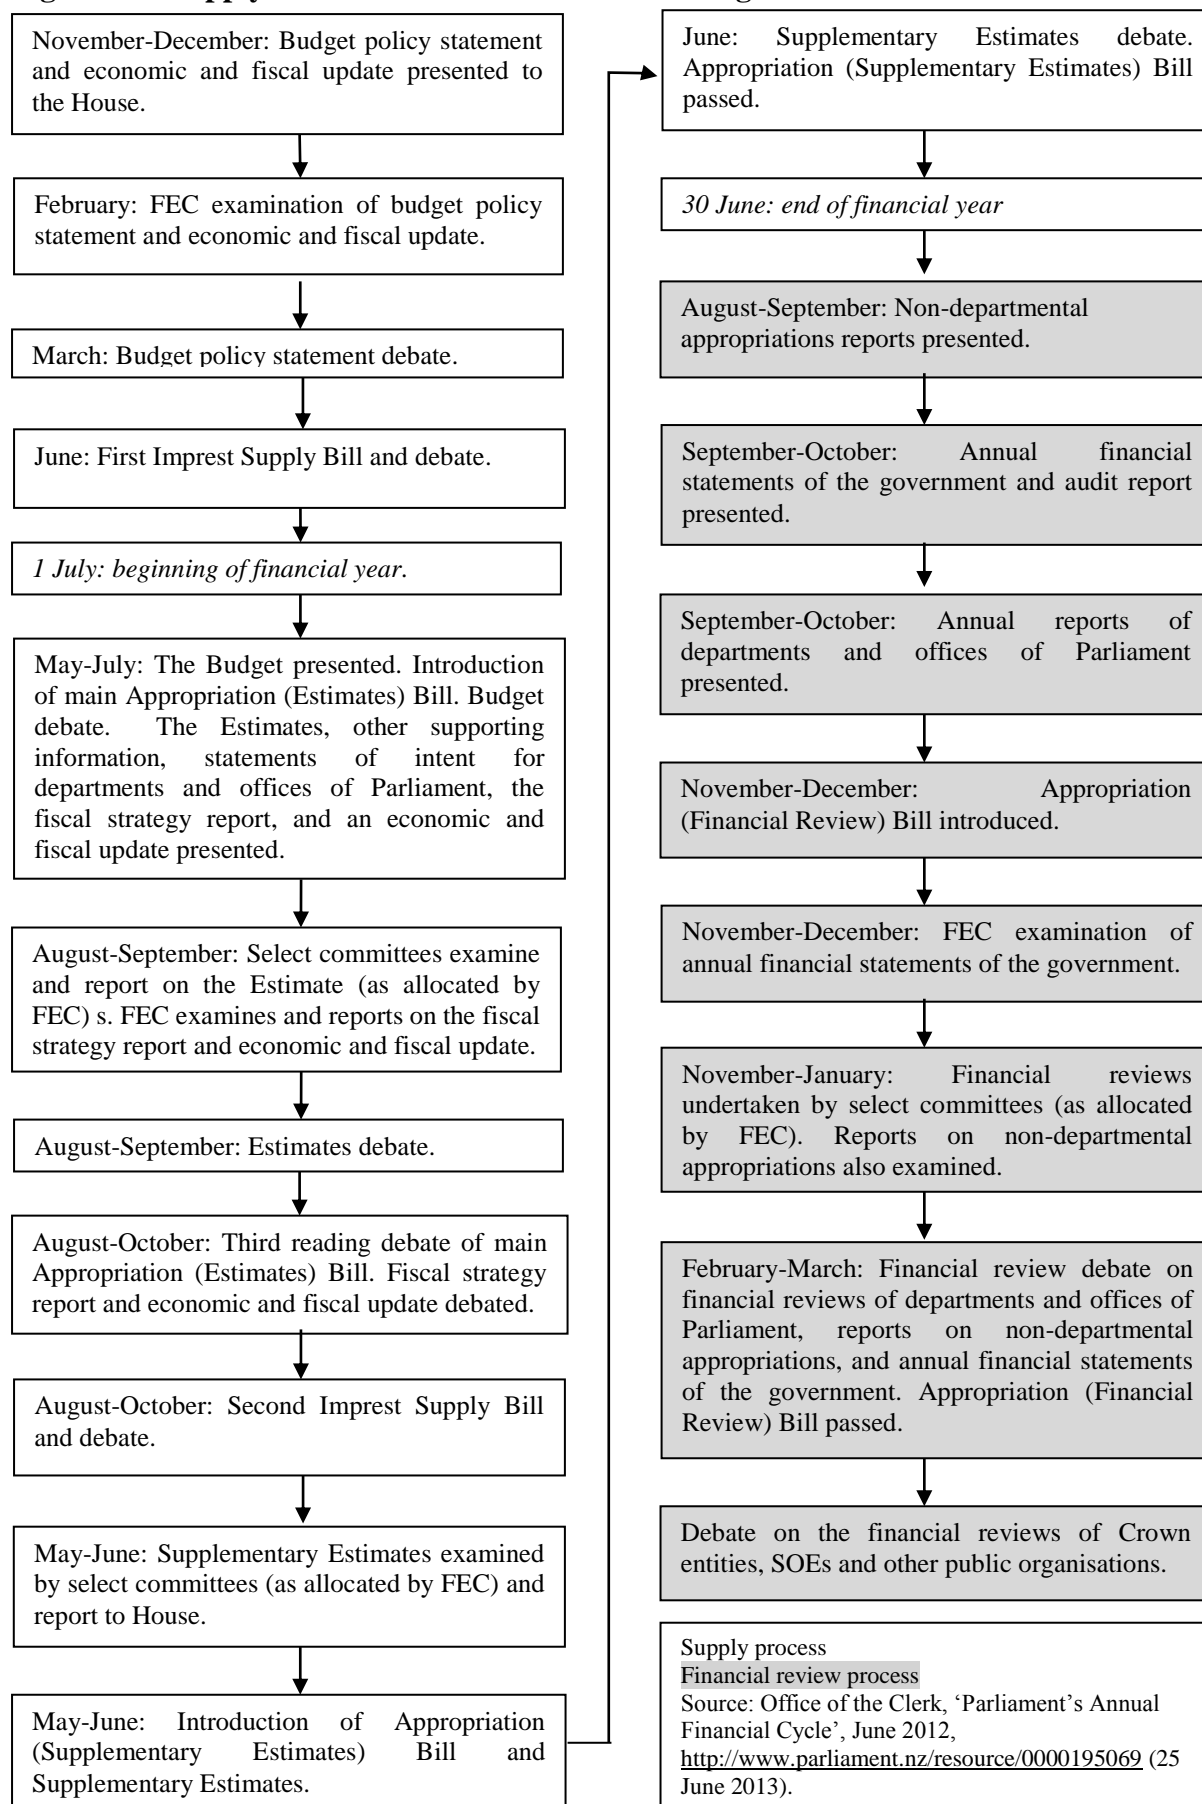 November-December: Budget policy statement
and economic and fiscal update presented to
the House.
February: FEC examination of budget policy
statement and economic and fiscal update.
March: Budget policy statement debate.
June: First Imprest Supply Bill and debate.
1 July: beginning of financial year.
May-July: The Budget presented. Introduction
of main Appropriation (Estimates) Bill. Budget
debate. The Estimates, other supporting
information, statements of intent for
departments and offices of Parliament, the
fiscal strategy report, and an economic and
fiscal update presented.
August-September: Select committees examine
and report on the Estimate (as allocated by
FEC) s. FEC examines and reports on the fiscal
strategy report and economic and fiscal update.
August-September: Estimates debate.
August-October: Third reading debate of main
Appropriation (Estimates) Bill. Fiscal strategy
report and economic and fiscal update debated.
August-October: Second Imprest Supply Bill
and debate.
May-June: Supplementary Estimates examined
by select committees (as allocated by FEC) and
report to House.
May-June: Introduction of Appropriation
(Supplementary Estimates) Bill and
Supplementary Estimates.
June: Supplementary Estimates debate.
Appropriation (Supplementary Estimates) Bill
passed.
30 June: end of financial year
August-September: Non-departmental
appropriations reports presented.
September-October: Annual financial
statements of the government and audit report
presented.
September-October: Annual reports of
departments and offices of Parliament
presented.
November-December: Appropriation
(Financial Review) Bill introduced.
November-December: FEC examination of
annual financial statements of the government.
November-January: Financial reviews
undertaken by select committees (as allocated
by FEC). Reports on non-departmental
appropriations also examined.
February-March: Financial review debate on
financial reviews of departments and offices of
Parliament, reports on non-departmental
appropriations, and annual financial statements
of the government. Appropriation (Financial
Review) Bill passed.
Debate on the financial reviews of Crown
entities, SOEs and other public organisations.
Supply process
Financial review process
Source: Office of the Clerk, ‘Parliament’s Annual
Financial Cycle’, June 2012,
http://www.parliament.nz/resource/0000195069 (25
June 2013).